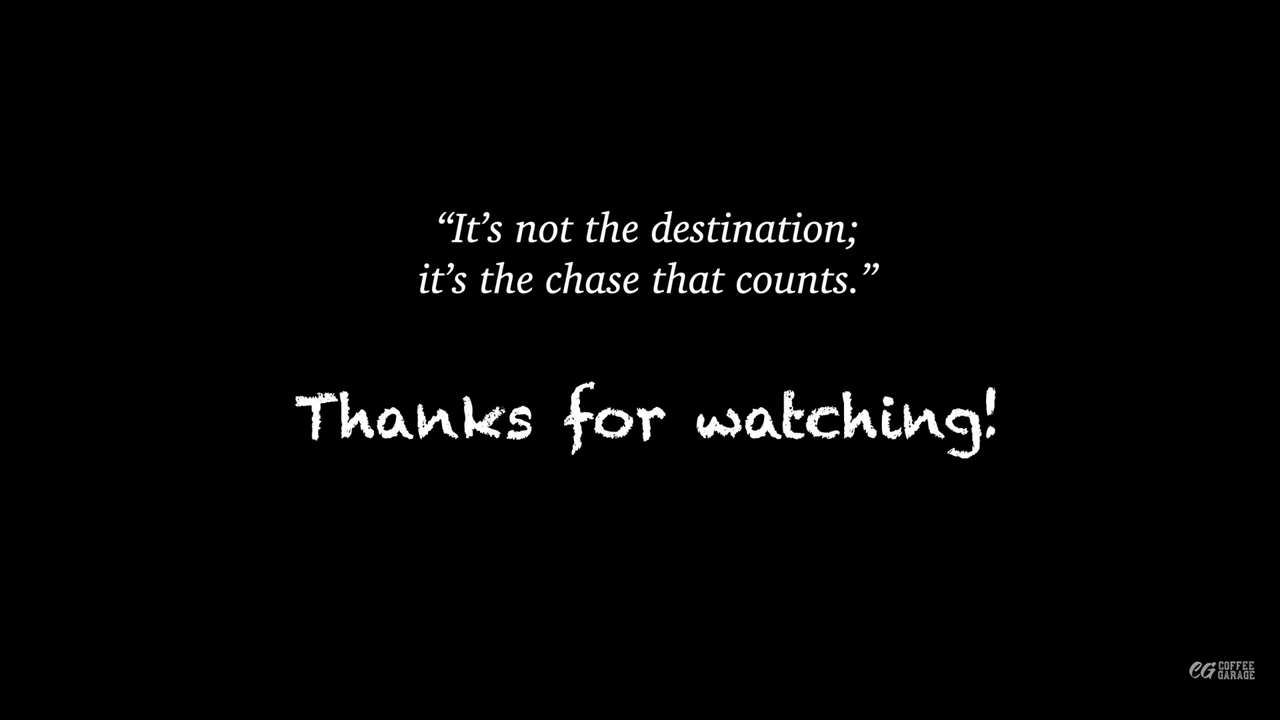 “It’s not the destination;
it’s the chase that counts.”
Thanks for watching!
CG COFFEE
GARAGE